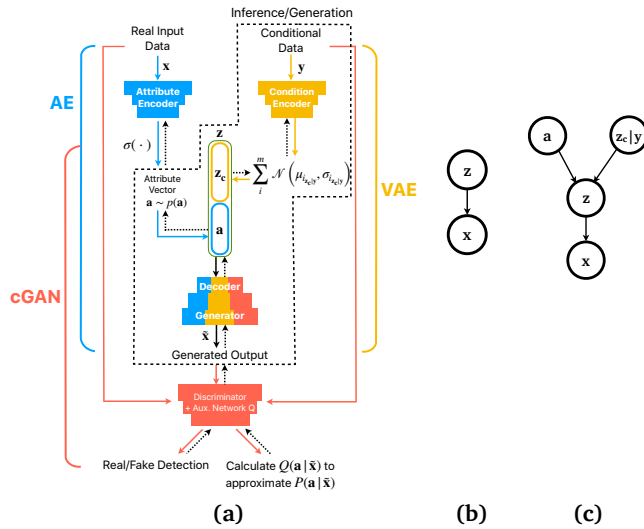 Inference/Generation
Real Input
Data
Conditional
Data
x
y
AE
Attribute
Encoder
Condition
Encoder
σ( · )
z
z_c
∑_i^m 𝒩 (μ_{i_{z_c|y}}, σ_{i_{z_c|y}})
Attribute
Vector
a ~ p(a)
a
VAE
cGAN
Decoder
Generator
x̃
Generated Output
Discriminator
+ Aux. Network Q
Real/Fake Detection
Calculate Q(a | x̃) to
approximate P(a | x̃)
(a)
z
x
(b)
a
z_c|y
z
x
(c)